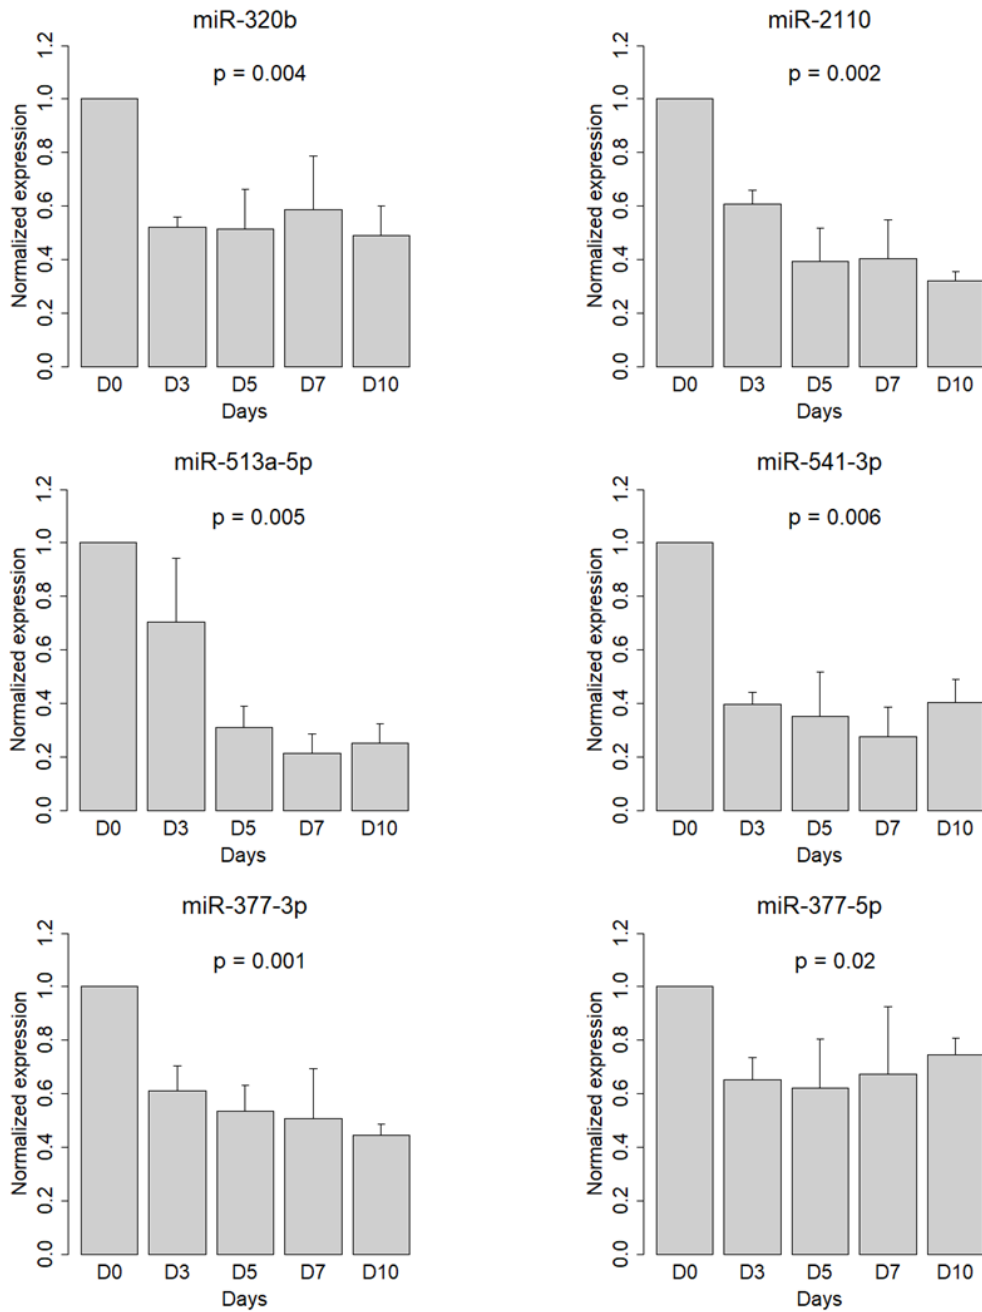 miR-320b
p = 0.004
Normalized expression
0.0 0.2 0.4 0.6 0.8 1.0 1.2
D0 D3 D5 D7 D10
Days
miR-2110
p = 0.002
Normalized expression
0.0 0.2 0.4 0.6 0.8 1.0 1.2
D0 D3 D5 D7 D10
Days
miR-513a-5p
p = 0.005
Normalized expression
0.0 0.2 0.4 0.6 0.8 1.0 1.2
D0 D3 D5 D7 D10
Days
miR-541-3p
p = 0.006
Normalized expression
0.0 0.2 0.4 0.6 0.8 1.0 1.2
D0 D3 D5 D7 D10
Days
miR-377-3p
p = 0.001
Normalized expression
0.0 0.2 0.4 0.6 0.8 1.0 1.2
D0 D3 D5 D7 D10
Days
miR-377-5p
p = 0.02
Normalized expression
0.0 0.2 0.4 0.6 0.8 1.0 1.2
D0 D3 D5 D7 D10
Days